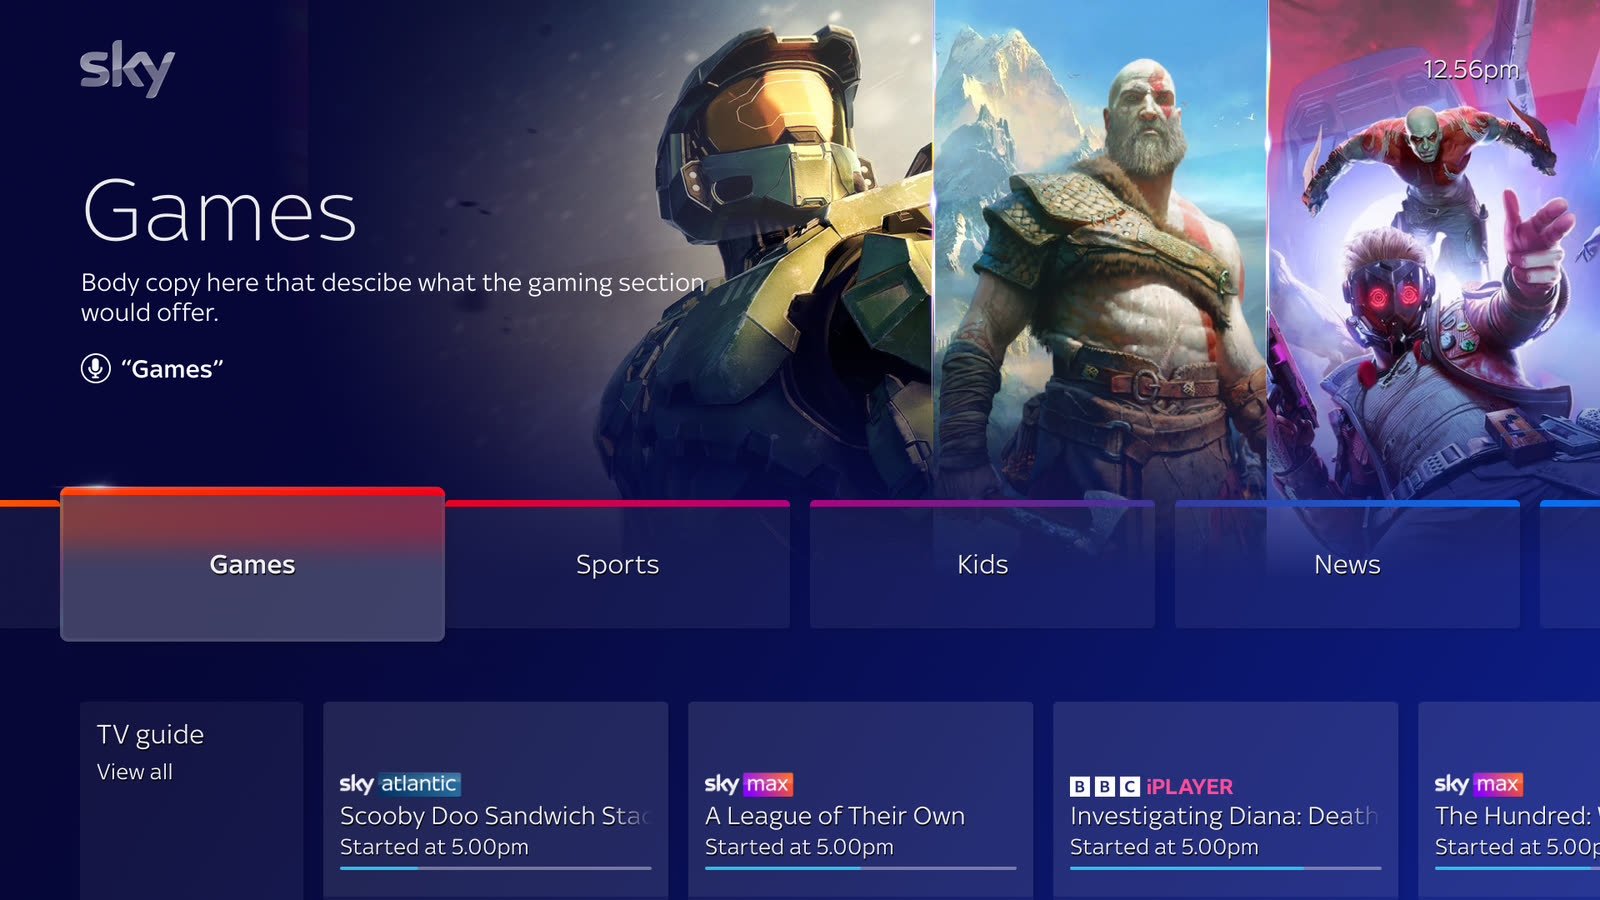 sky
12.56pm
Games
Body copy here that descibe what the gaming section
would offer.
“Games”
Games
Sports
Kids
News
TV guide
View all
sky atlantic
Scooby Doo Sandwich Stac
Started at 5.00pm
sky max
A League of Their Own
Started at 5.00pm
BBC iPLAYER
Investigating Diana: Death
Started at 5.00pm
sky max
The Hundred:
Started at 5.00p